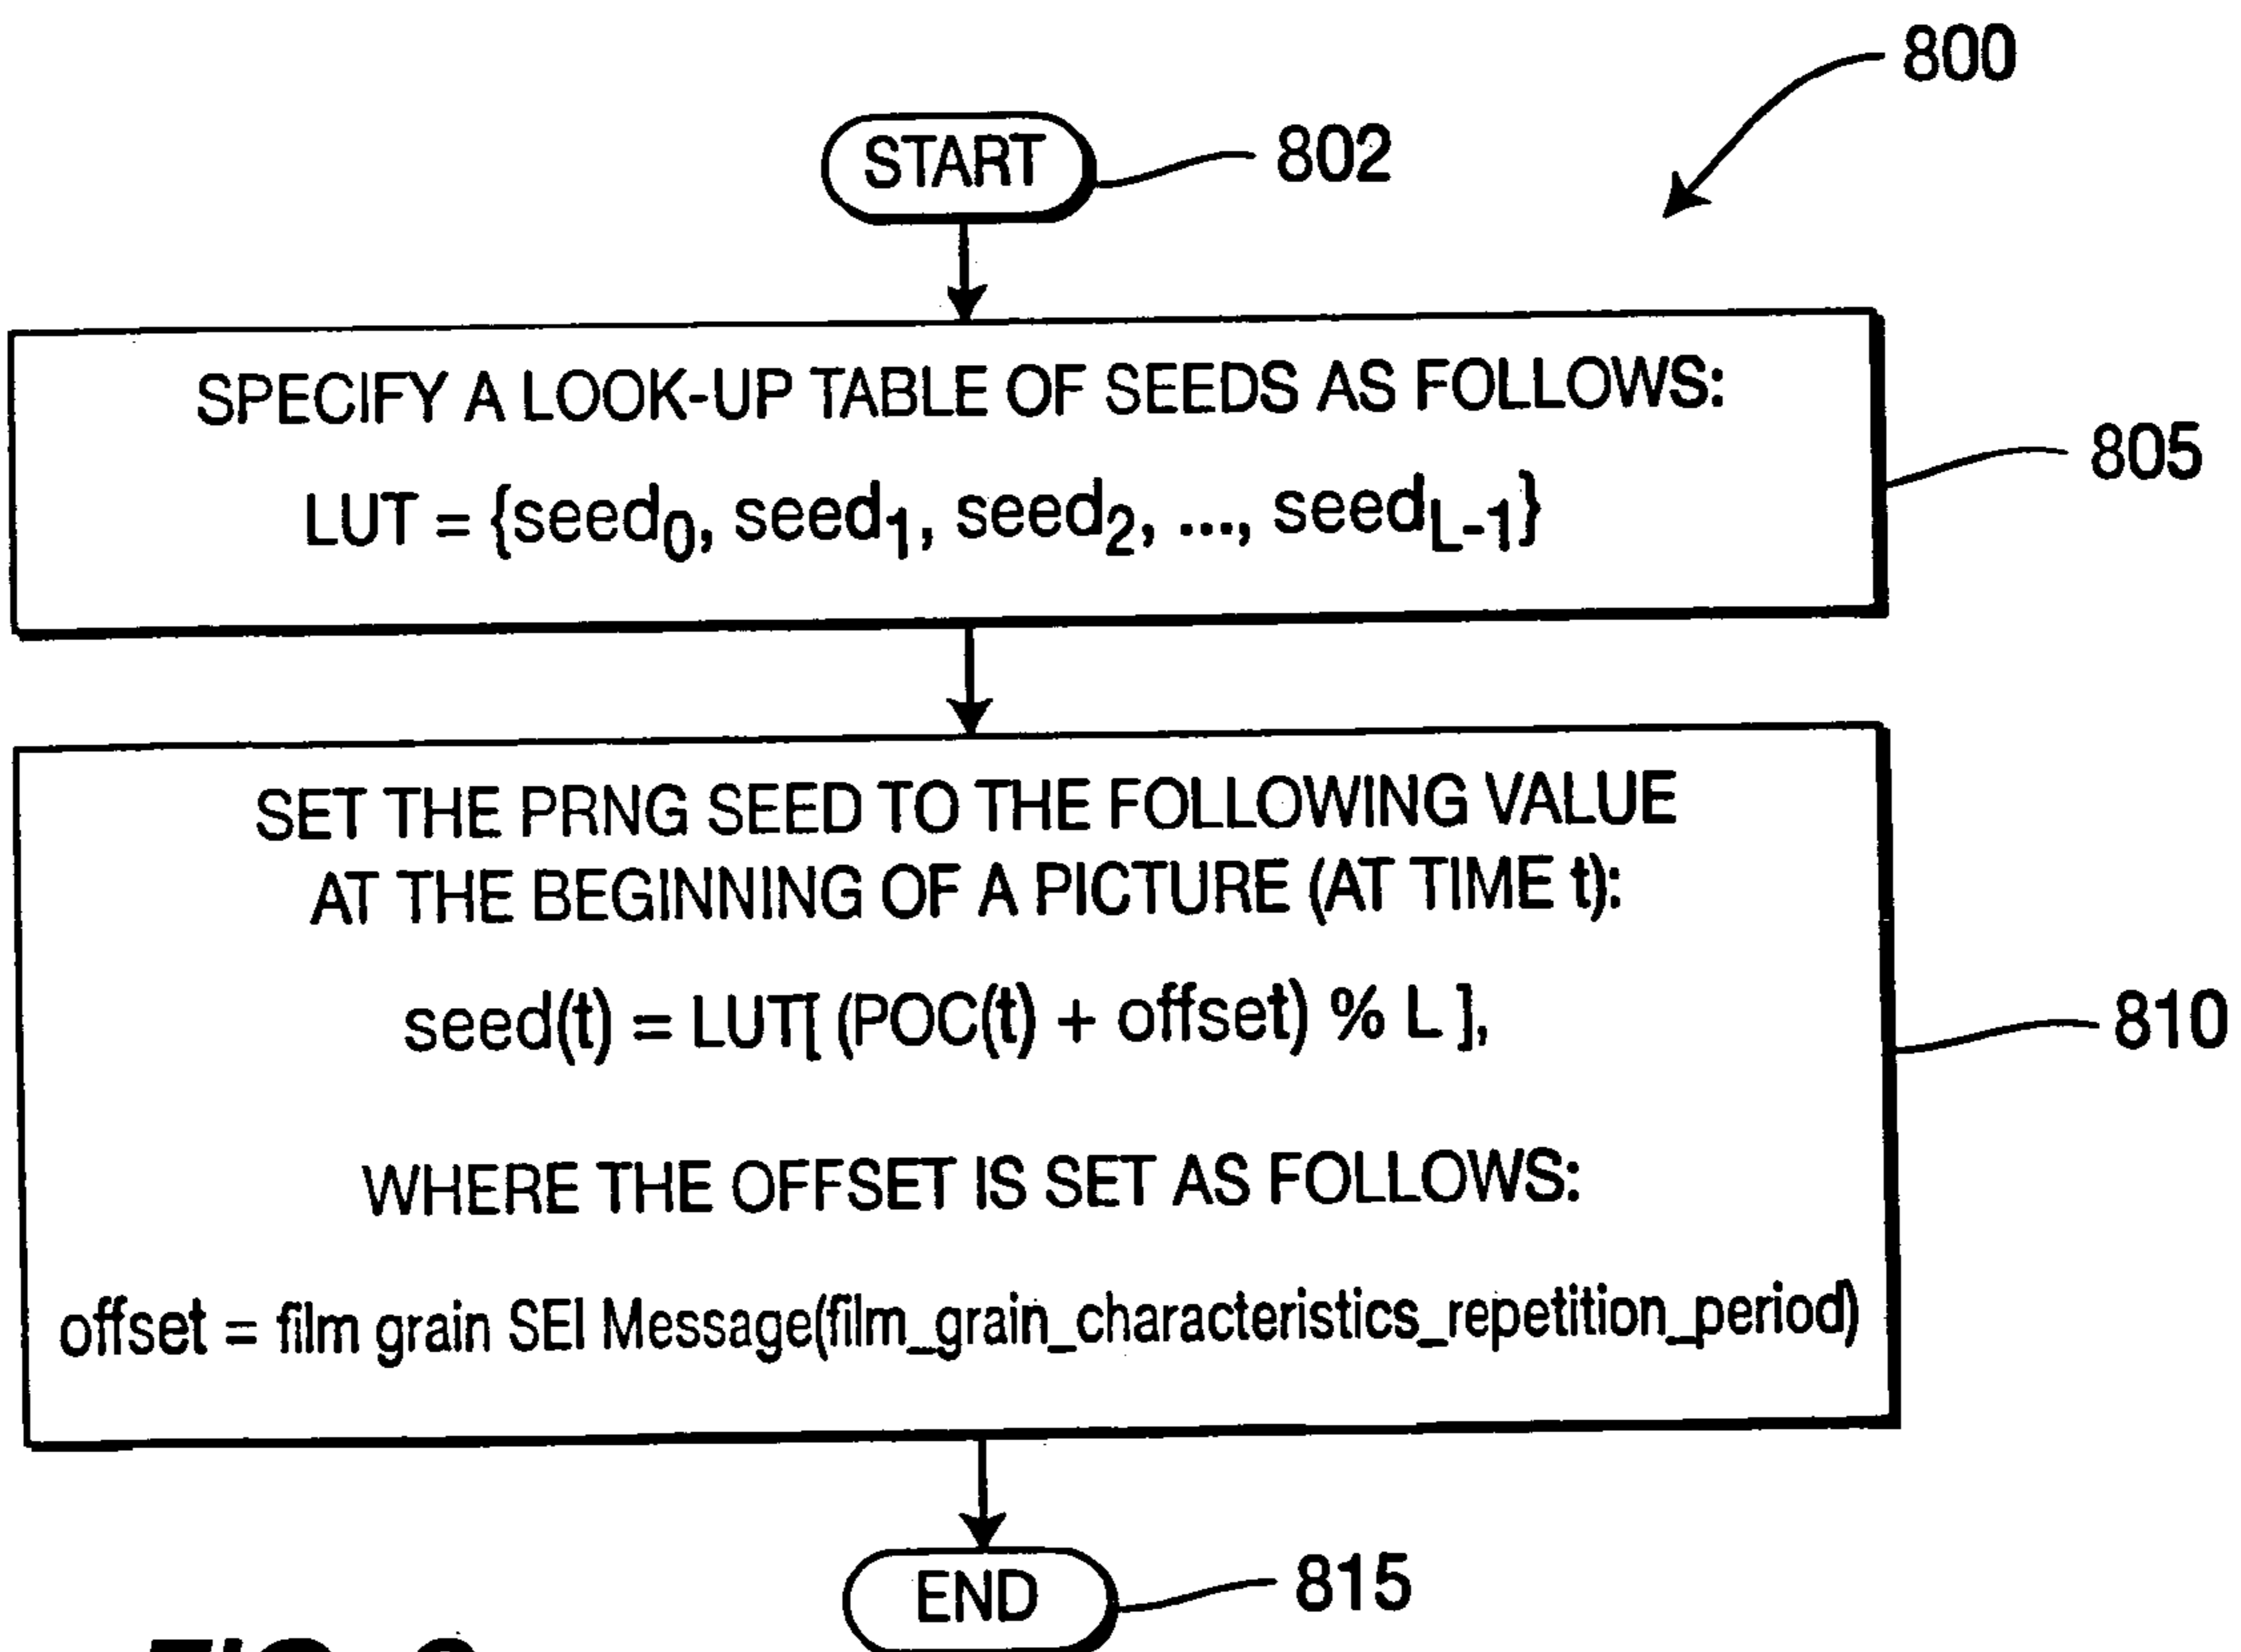 800
START
802
SPECIFY A LOOK-UP TABLE OF SEEDS AS FOLLOWS:
LUT = {seed0, seed1, seed2, ..., seedL-1}
805
SET THE PRNG SEED TO THE FOLLOWING VALUE
AT THE BEGINNING OF A PICTURE (AT TIME t):
seed(t) = LUT[ (POC(t) + offset) % L ],
810
WHERE THE OFFSET IS SET AS FOLLOWS:
offset = film grain SEI Message(film_grain_characteristics_repetition_period)
END
815